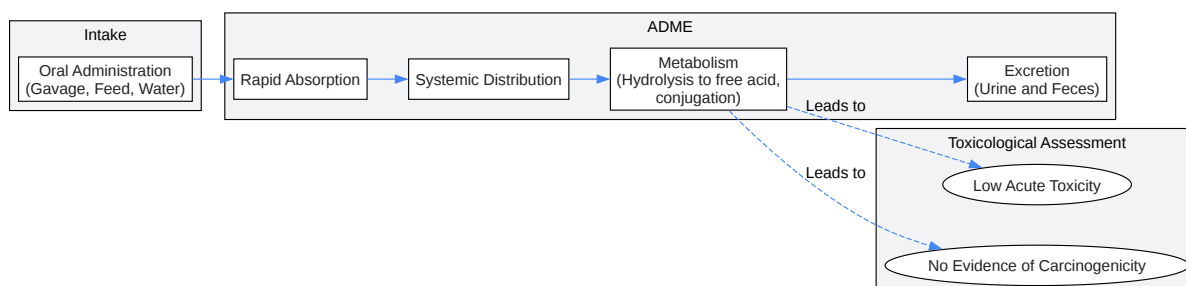 Intake
Oral Administration
(Gavage, Feed, Water)
ADME
Rapid Absorption
Systemic Distribution
Metabolism
(Hydrolysis to free acid,
conjugation)
Excretion
(Urine and Feces)
Leads to
Leads to
Toxicological Assessment
Low Acute Toxicity
No Evidence of Carcinogenicity